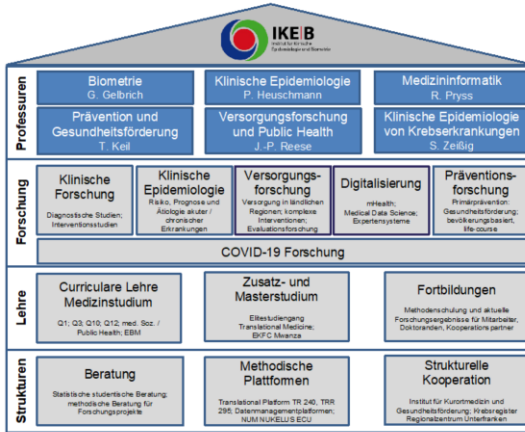 IKE|B
Institut für Klinische
Epidemiologie und Biometrie
Professuren
Biometrie
G. Gelbrich
Klinische Epidemiologie
P. Heuschmann
Medizininformatik
R. Pryss
Prävention und
Gesundheitsförderung
T. Keil
Versorgungsforschung
und Public Health
J.-P. Reese
Klinische Epidemiologie
von Krebserkrankungen
S. Zeißig
Forschung
Klinische
Forschung
Diagnostische Studien;
Interventionsstudien
Klinische
Epidemiologie
Risiko, Prognose und
Ätiologie akuter /
chronischer
Erkrankungen
Versorgungs-
forschung
Versorgung in ländlichen
Regionen; komplexe
Interventionen;
Evaluationsforschung
Digitalisierung
mHealth;
Medical Data Science;
Expertensysteme
Präventions-
forschung
Primärprävention:
Gesundheitsförderung;
bevölkerungsbasiert,
life-course
COVID-19 Forschung
Lehre
Curriculare Lehre
Medizinstudium
Q1; Q3; Q10; Q12; med. Soz. /
Public Health; EBM
Zusatz- und
Masterstudium
Elitestudiengang
Translational Medicine;
EKFC Mwanza
Fortbildungen
Methodenschulung und aktuelle
Forschungsergebnisse für Mitarbeiter,
Doktoranden, Kooperationspartner
Strukturen
Beratung
Statistische studentische Beratung;
methodische Beratung für
Forschungsprojekte
Methodische
Plattformen
Translational Platform TR 240, TRR
295; Datenmanagementplatformen;
NUM NUKELUS ECU
Strukturelle
Kooperation
Institut für Kurortmedizin und
Gesundheitsförderung; Krebsregister
Regionalzentrum Unterfranken